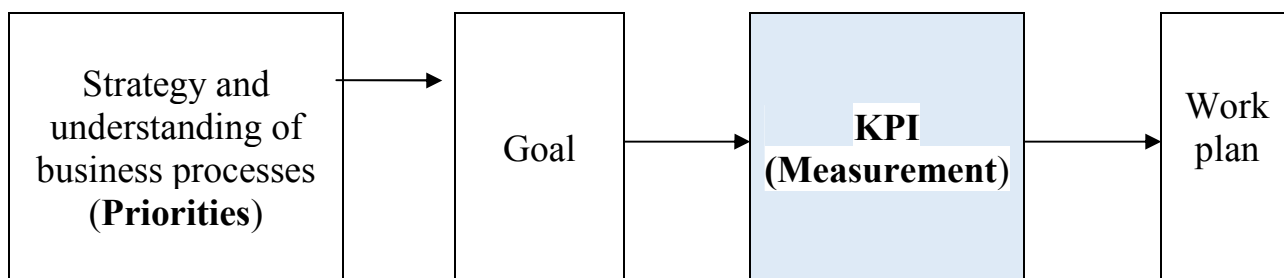 Strategy and
understanding of
business processes
(Priorities)
Goal
KPI
(Measurement)
Work
plan